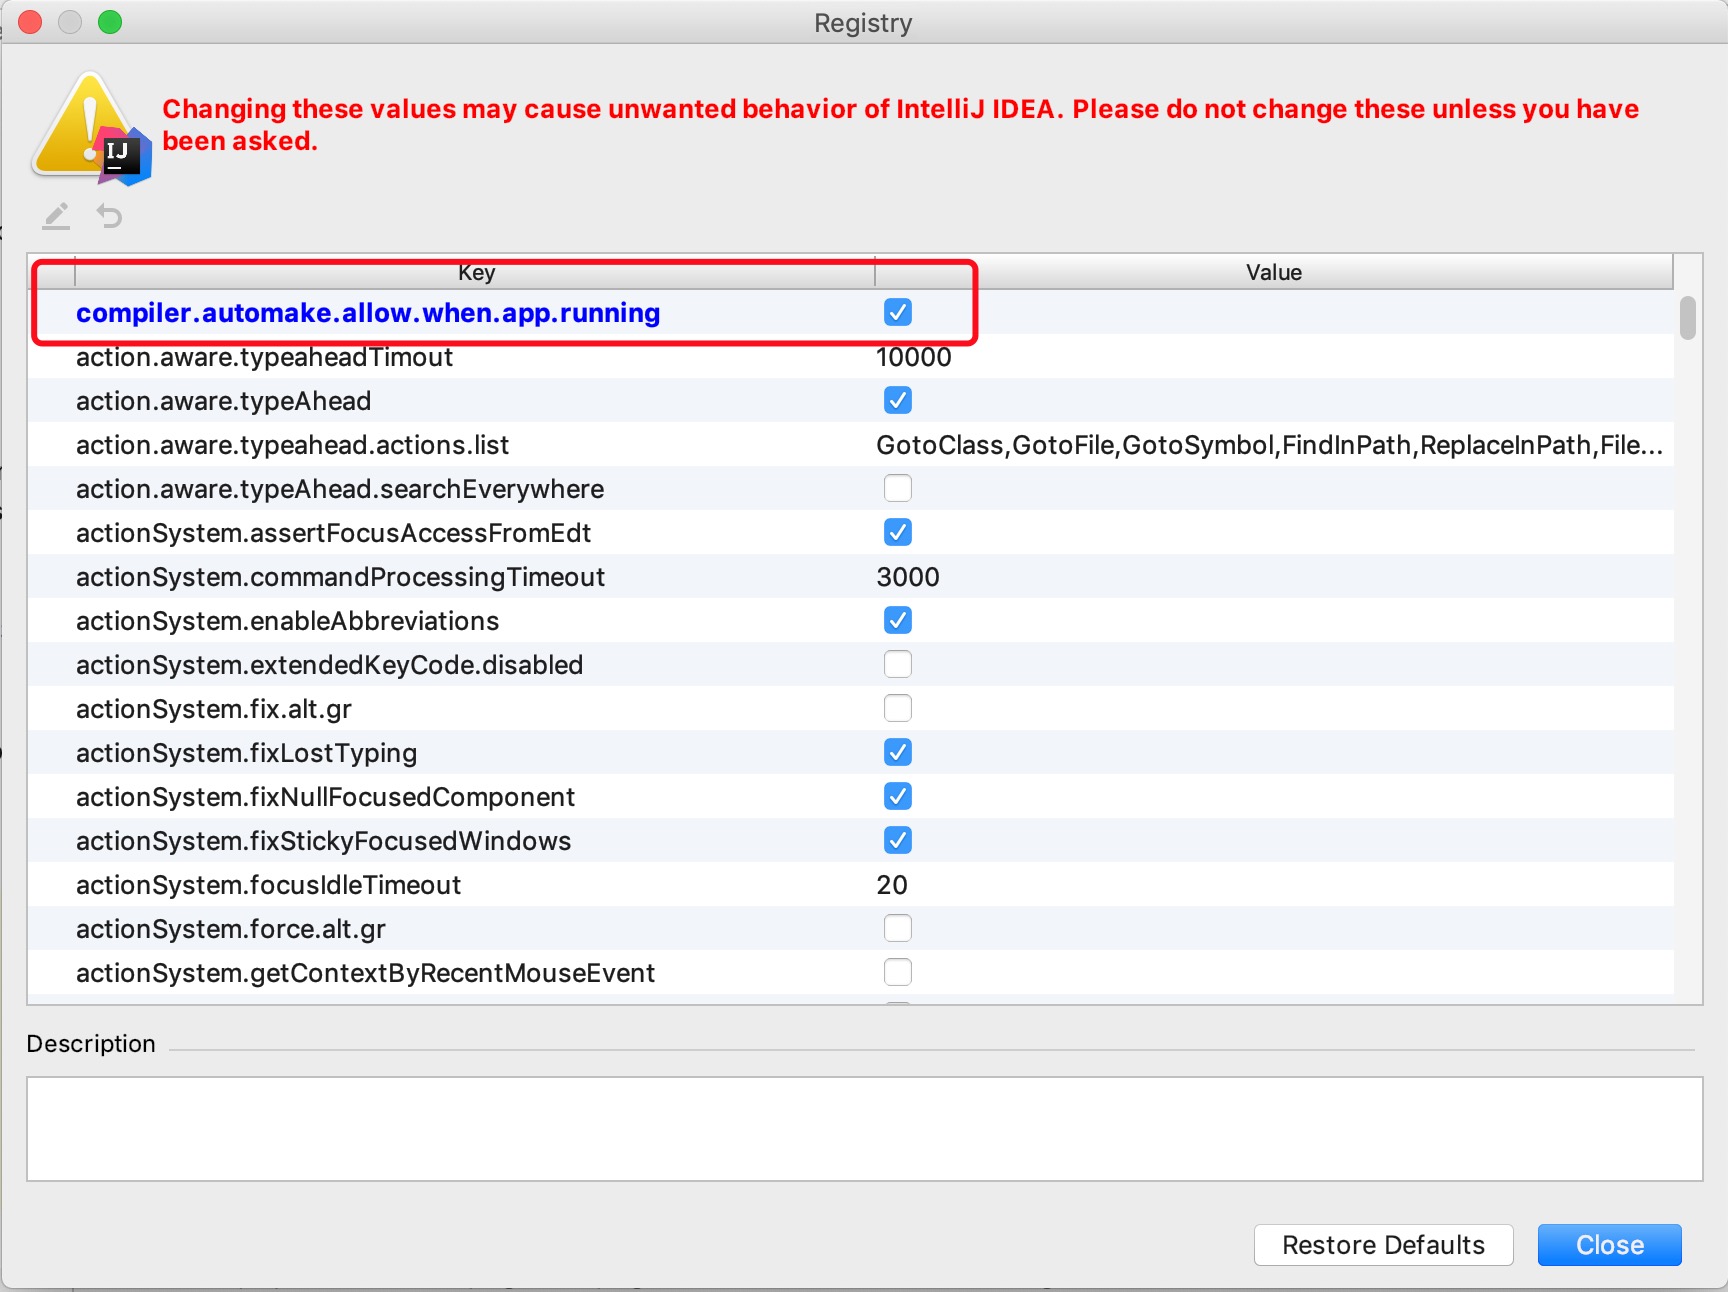 Registry
Changing these values may cause unwanted behavior of IntelliJ IDEA. Please do not change these unless you have
been asked.
IJ
Key Value
compiler.automake.allow.when.app.running
action.aware.typeaheadTimout 10000
action.aware.typeAhead
action.aware.typeahead.actions.list GotoClass,GotoFile,GotoSymbol,FindInPath,ReplaceInPath,File...
action.aware.typeAhead.searchEverywhere
actionSystem.assertFocusAccessFromEdt
actionSystem.commandProcessingTimeout 3000
actionSystem.enableAbbreviations
actionSystem.extendedKeyCode.disabled
actionSystem.fix.alt.gr
actionSystem.fixLostTyping
actionSystem.fixNullFocusedComponent
actionSystem.fixStickyFocusedWindows
actionSystem.focusIdleTimeout 20
actionSystem.force.alt.gr
actionSystem.getContextByRecentMouseEvent
Description
Restore Defaults Close